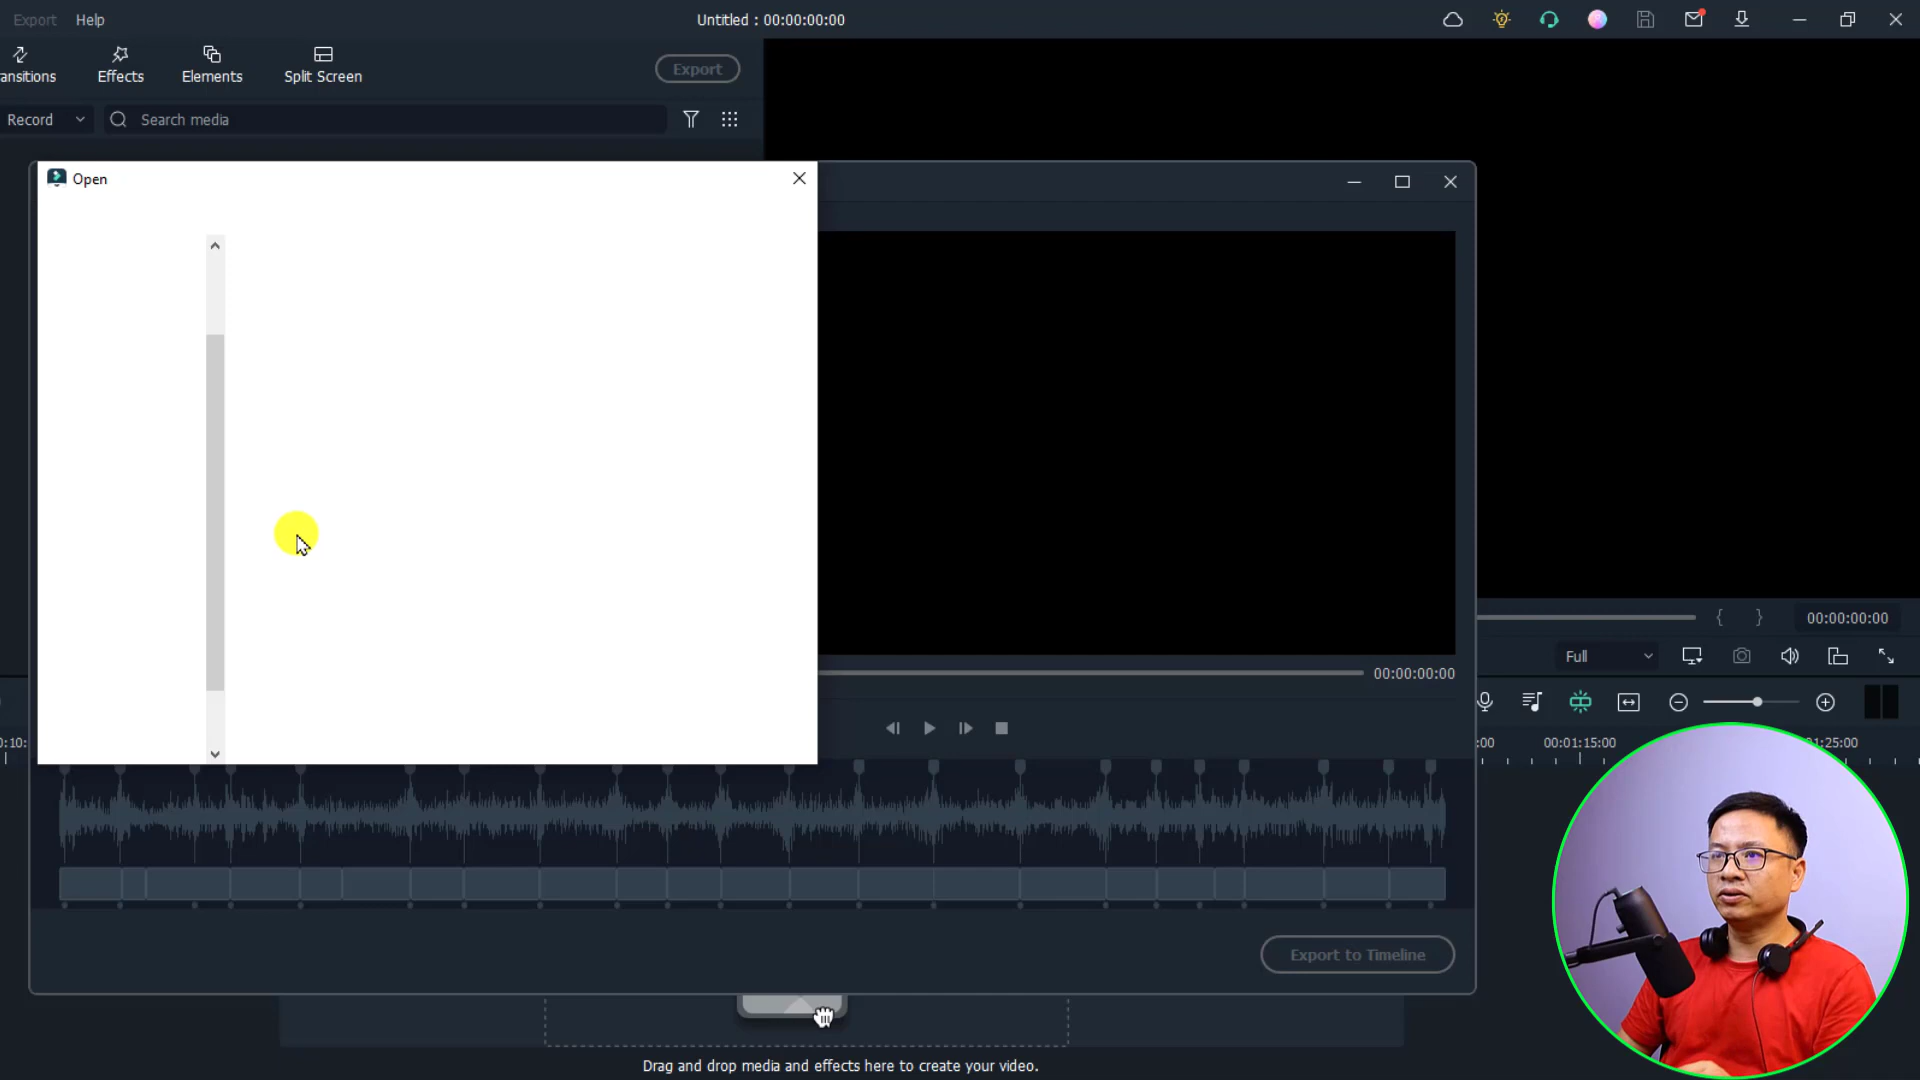 Export Help Untitled : 00:00:00:00
ansitions Effects Elements Split Screen Export
Record Search media
Open
00:00:00:00
Full
00:00:00:00
0:10: :00 00:01:15:00 :01:25:00
Export to Timeline
Drag and drop media and effects here to create your video.